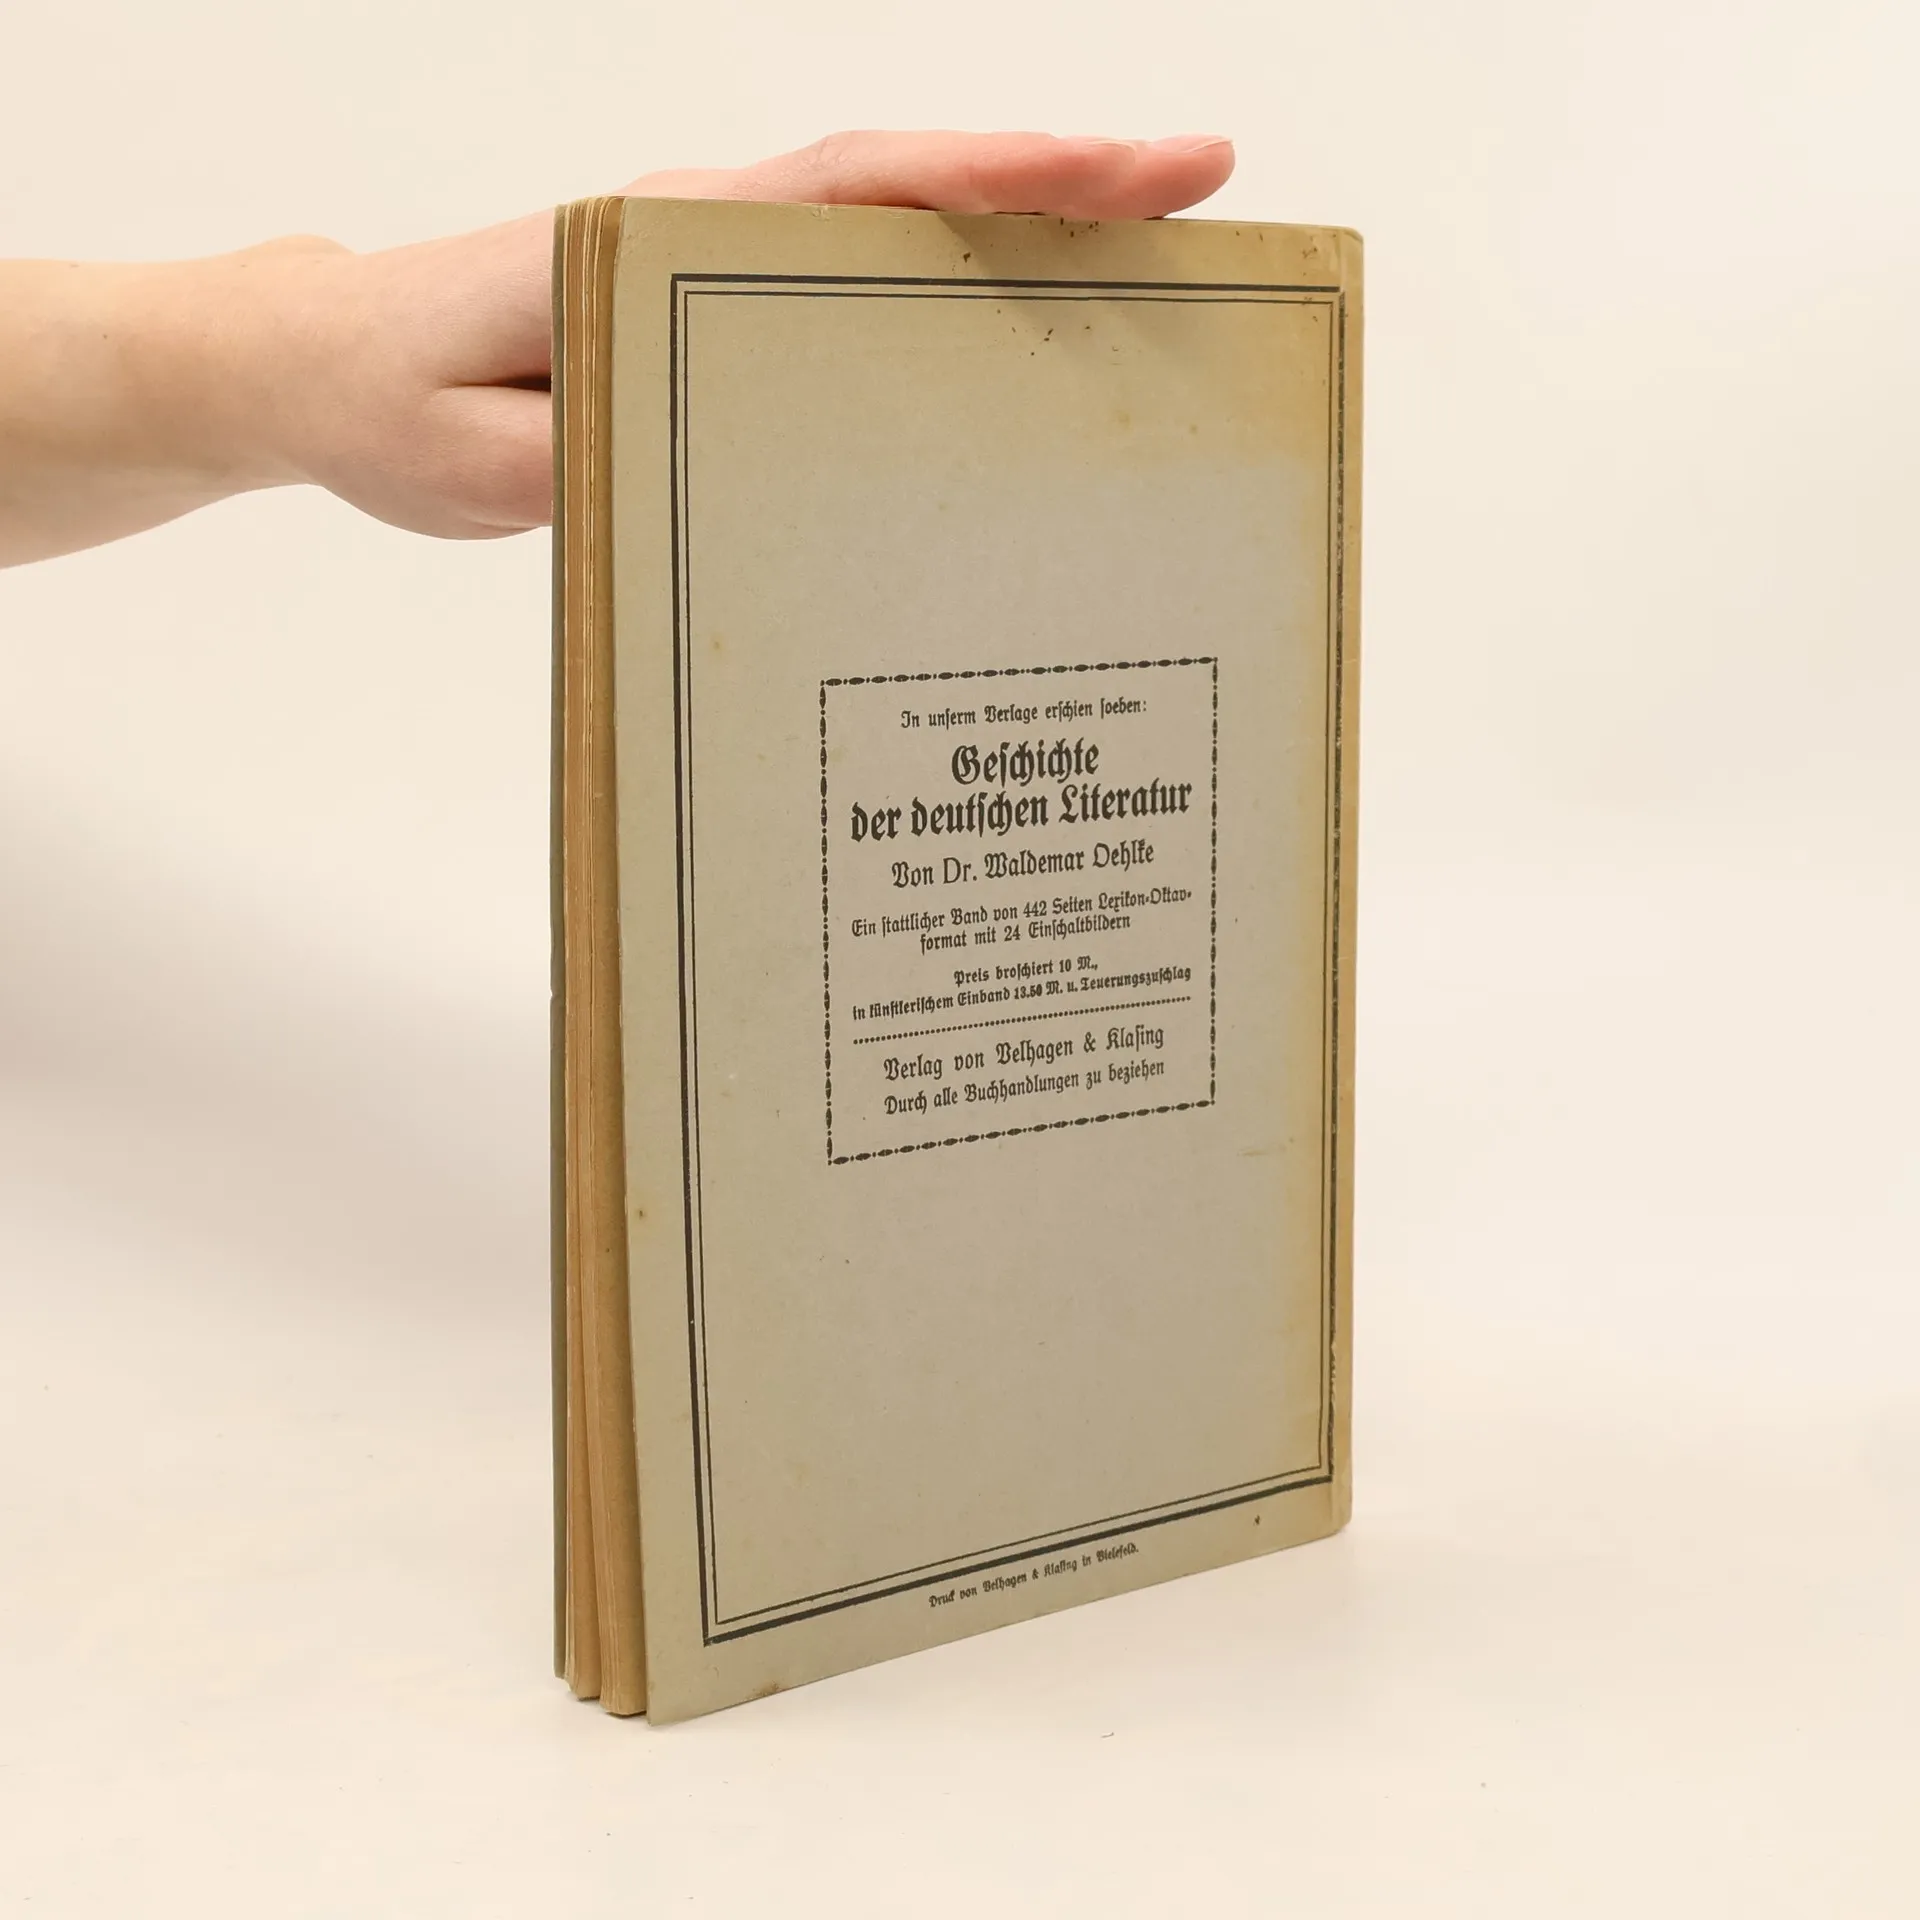 In unserm Verlage erschien soeben:
Geschichte
der deutschen Literatur
Von Dr. Waldemar Oehlke
Ein stattlicher Band von 442 Seiten Lexikon-Oktav-
format mit 24 Einschaltbildern
Preis broschiert 10 M.,
in künstlerischem Einband 13.50 M. u. Teuerungszuschlag
Verlag von Velhagen & Klasing
Durch alle Buchhandlungen zu beziehen
Druck von Velhagen & Klasing in Bielefeld.